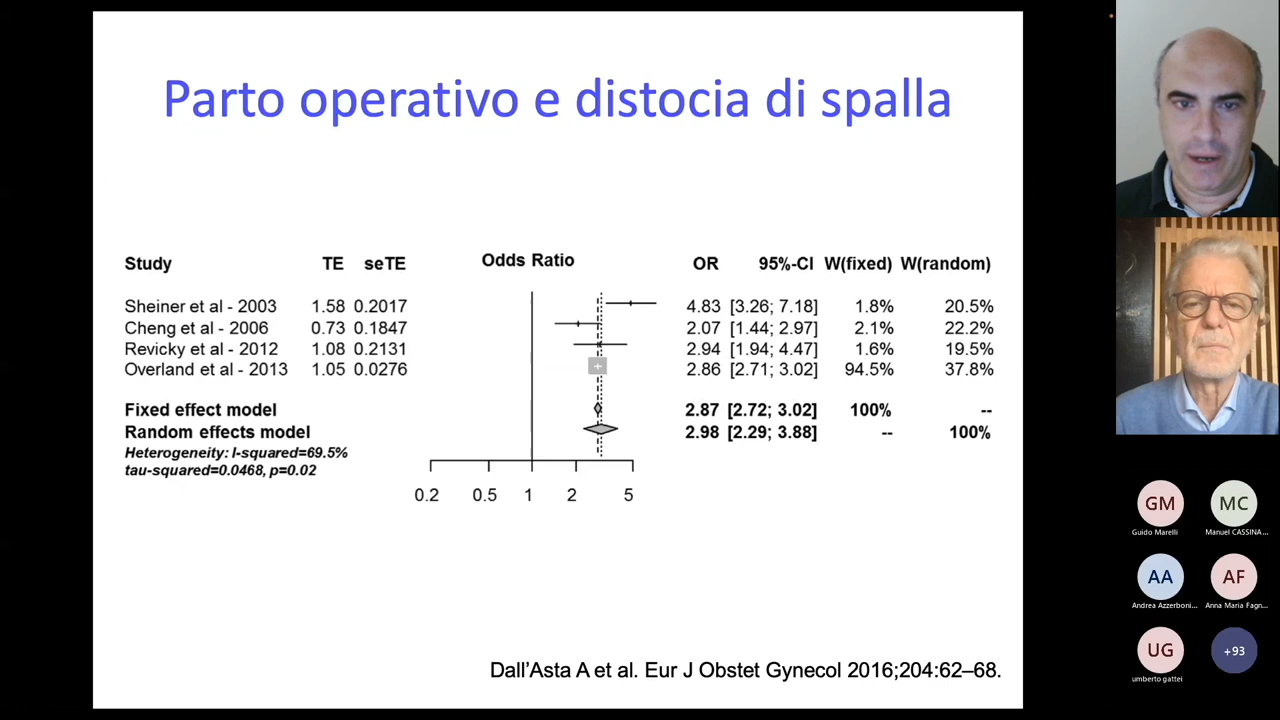 Parto operativo e distocia di spalla
Study TE seTE Odds Ratio OR 95%-CI W(fixed) W(random)
Sheiner et al - 2003 1.58 0.2017 4.83 [3.26; 7.18] 1.8% 20.5%
Cheng et al - 2006 0.73 0.1847 2.07 [1.44; 2.97] 2.1% 22.2%
Revicky et al - 2012 1.08 0.2131 2.94 [1.94; 4.47] 1.6% 19.5%
Overland et al - 2013 1.05 0.0276 2.86 [2.71; 3.02] 94.5% 37.8%
Fixed effect model 2.87 [2.72; 3.02] 100% --
Random effects model 2.98 [2.29; 3.88] -- 100%
Heterogeneity: I-squared=69.5%
tau-squared=0.0468, p=0.02
0.2 0.5 1 2 5
Dall'Asta A et al. Eur J Obstet Gynecol 2016;204:62–68.
GM MC
Guido Marelli Manuel CASSINA...
AA AF
Andrea Azzerboni... Anna Maria Fagn...
UG +93
umberto gattei